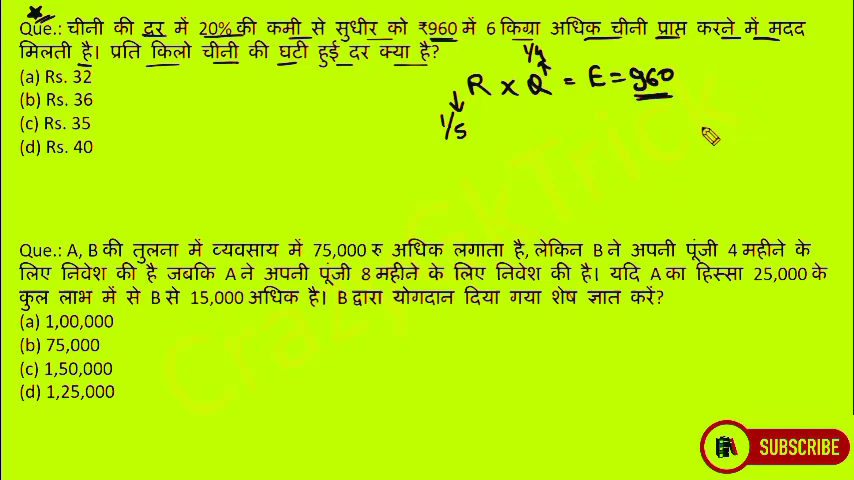 Que.: चीनी की दर में 20% की कमी से सुधीर को ₹960 में 6 किग्रा अधिक चीनी प्राप्त करने में मदद
मिलती है। प्रति किलो चीनी की घटी हुई दर क्या है?
1/4
(a) Rs. 32
R × Q = E = 960
(b) Rs. 36
1/5
(c) Rs. 35
(d) Rs. 40
Que.: A, B की तुलना में व्यवसाय में 75,000 रु अधिक लगाता है, लेकिन B ने अपनी पूंजी 4 महीने के
लिए निवेश की है जबकि A ने अपनी पूंजी 8 महीने के लिए निवेश की है। यदि A का हिस्सा 25,000 के
कुल लाभ में से B से 15,000 अधिक है। B द्वारा योगदान दिया गया शेष ज्ञात करें?
(a) 1,00,000
(b) 75,000
(c) 1,50,000
(d) 1,25,000
CrazyGkTrick
SUBSCRIBE